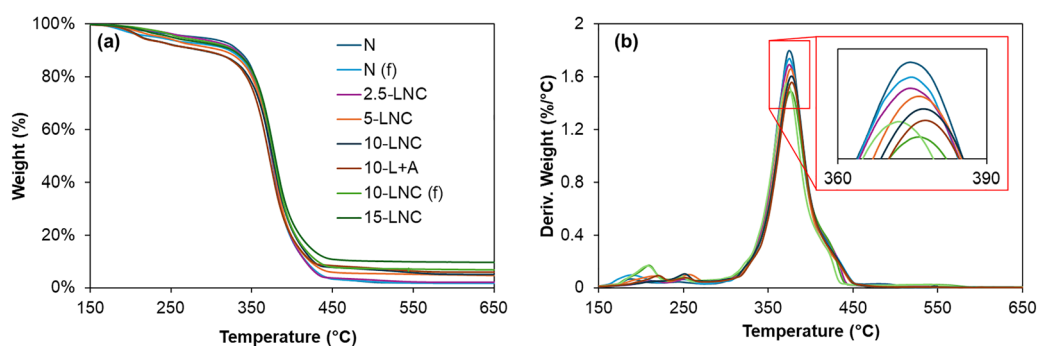 (a)
Weight (%)
100%
80%
60%
40%
20%
0%
150 250 350 450 550 650
Temperature (°C)
N
N (f)
2.5-LNC
5-LNC
10-LNC
10-L+A
10-LNC (f)
15-LNC
(b)
Deriv. Weight (%/°C)
2
1.6
1.2
0.8
0.4
0
150 250 350 450 550 650
Temperature (°C)
360 390